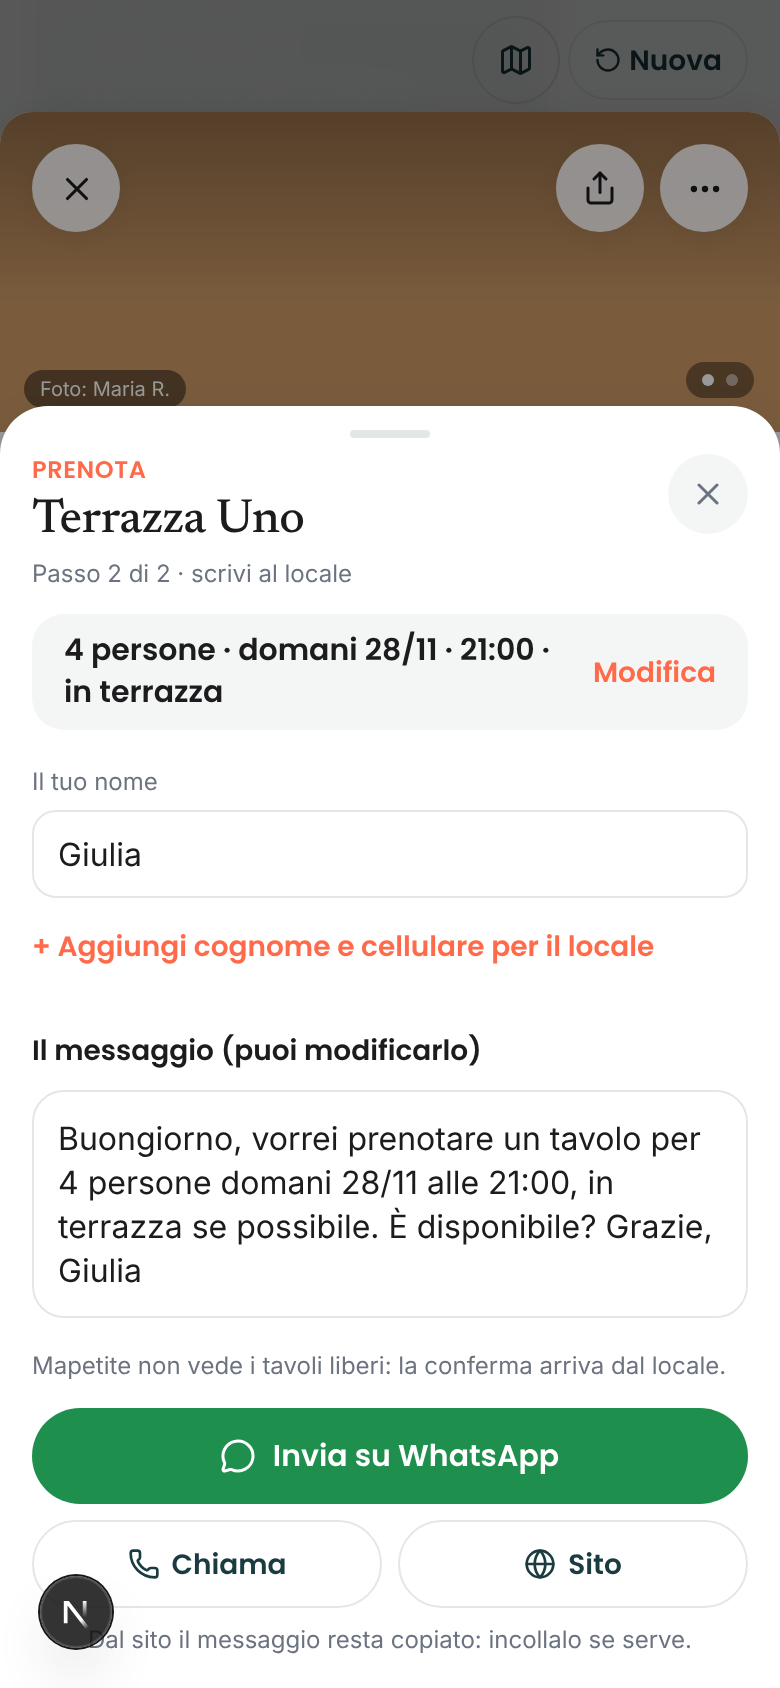 Nuova
Foto: Maria R.
PRENOTA
Terrazza Uno
Passo 2 di 2 · scrivi al locale
4 persone · domani 28/11 · 21:00 ·
in terrazza
Modifica
Il tuo nome
Giulia
+ Aggiungi cognome e cellulare per il locale
Il messaggio (puoi modificarlo)
Buongiorno, vorrei prenotare un tavolo per
4 persone domani 28/11 alle 21:00, in
terrazza se possibile. È disponibile? Grazie,
Giulia
Mapetite non vede i tavoli liberi: la conferma arriva dal locale.
Invia su WhatsApp
Chiama
Sito
N
Dal sito il messaggio resta copiato: incollalo se serve.